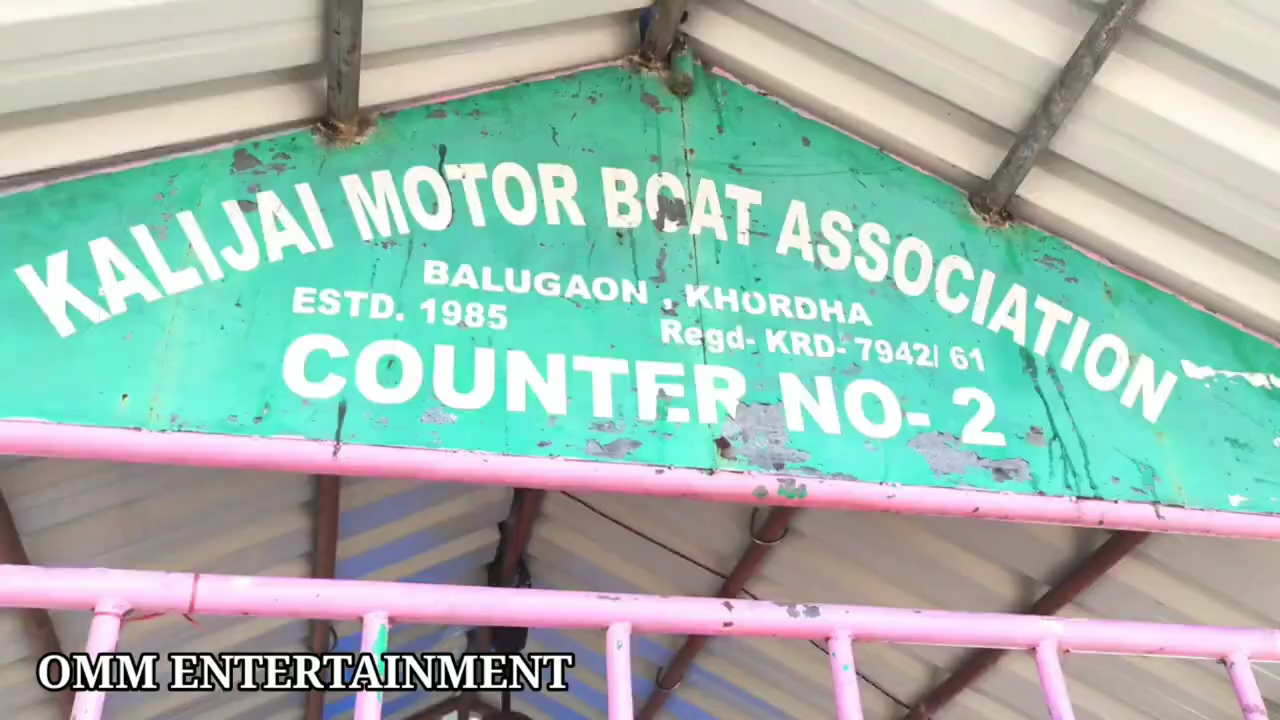 KALIJAI MOTOR BOAT ASSOCIATION
BALUGAON , KHORDHA
ESTD. 1985
Regd- KRD- 7942/ 61
COUNTER NO- 2
OMM ENTERTAINMENT